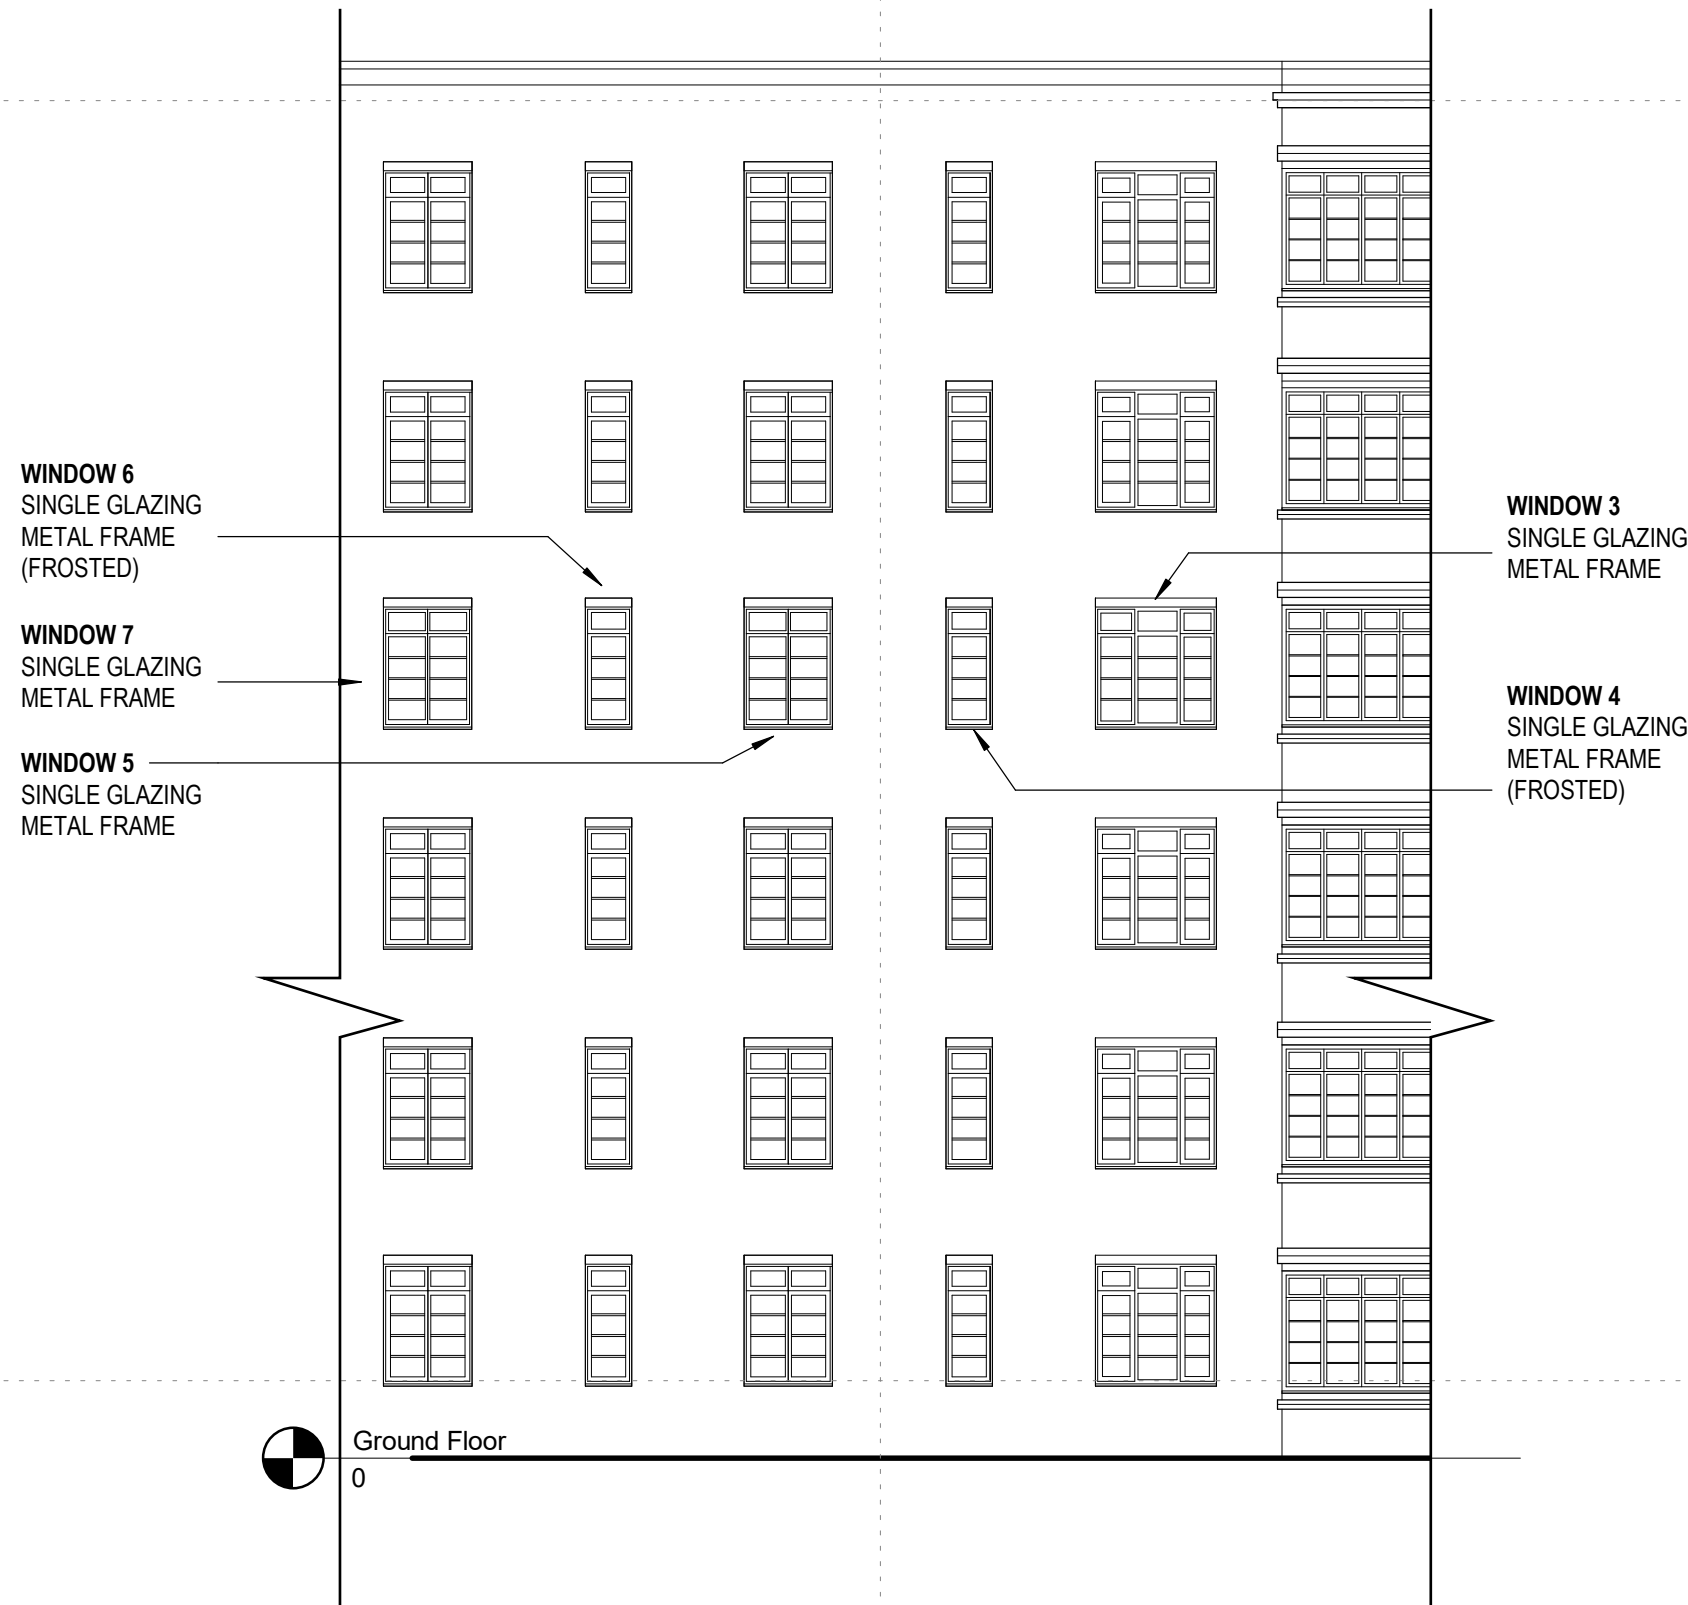 WINDOW 6
SINGLE GLAZING
METAL FRAME
(FROSTED)
WINDOW 7
SINGLE GLAZING
METAL FRAME
WINDOW 5
SINGLE GLAZING
METAL FRAME
WINDOW 3
SINGLE GLAZING
METAL FRAME
WINDOW 4
SINGLE GLAZING
METAL FRAME
(FROSTED)
Ground Floor
0